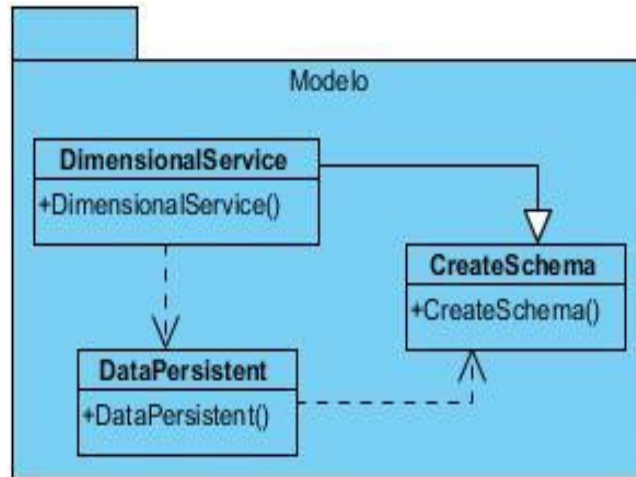 Modelo
DimensionalService
+DimensionalService()
CreateSchema
+CreateSchema()
DataPersistent
+DataPersistent()